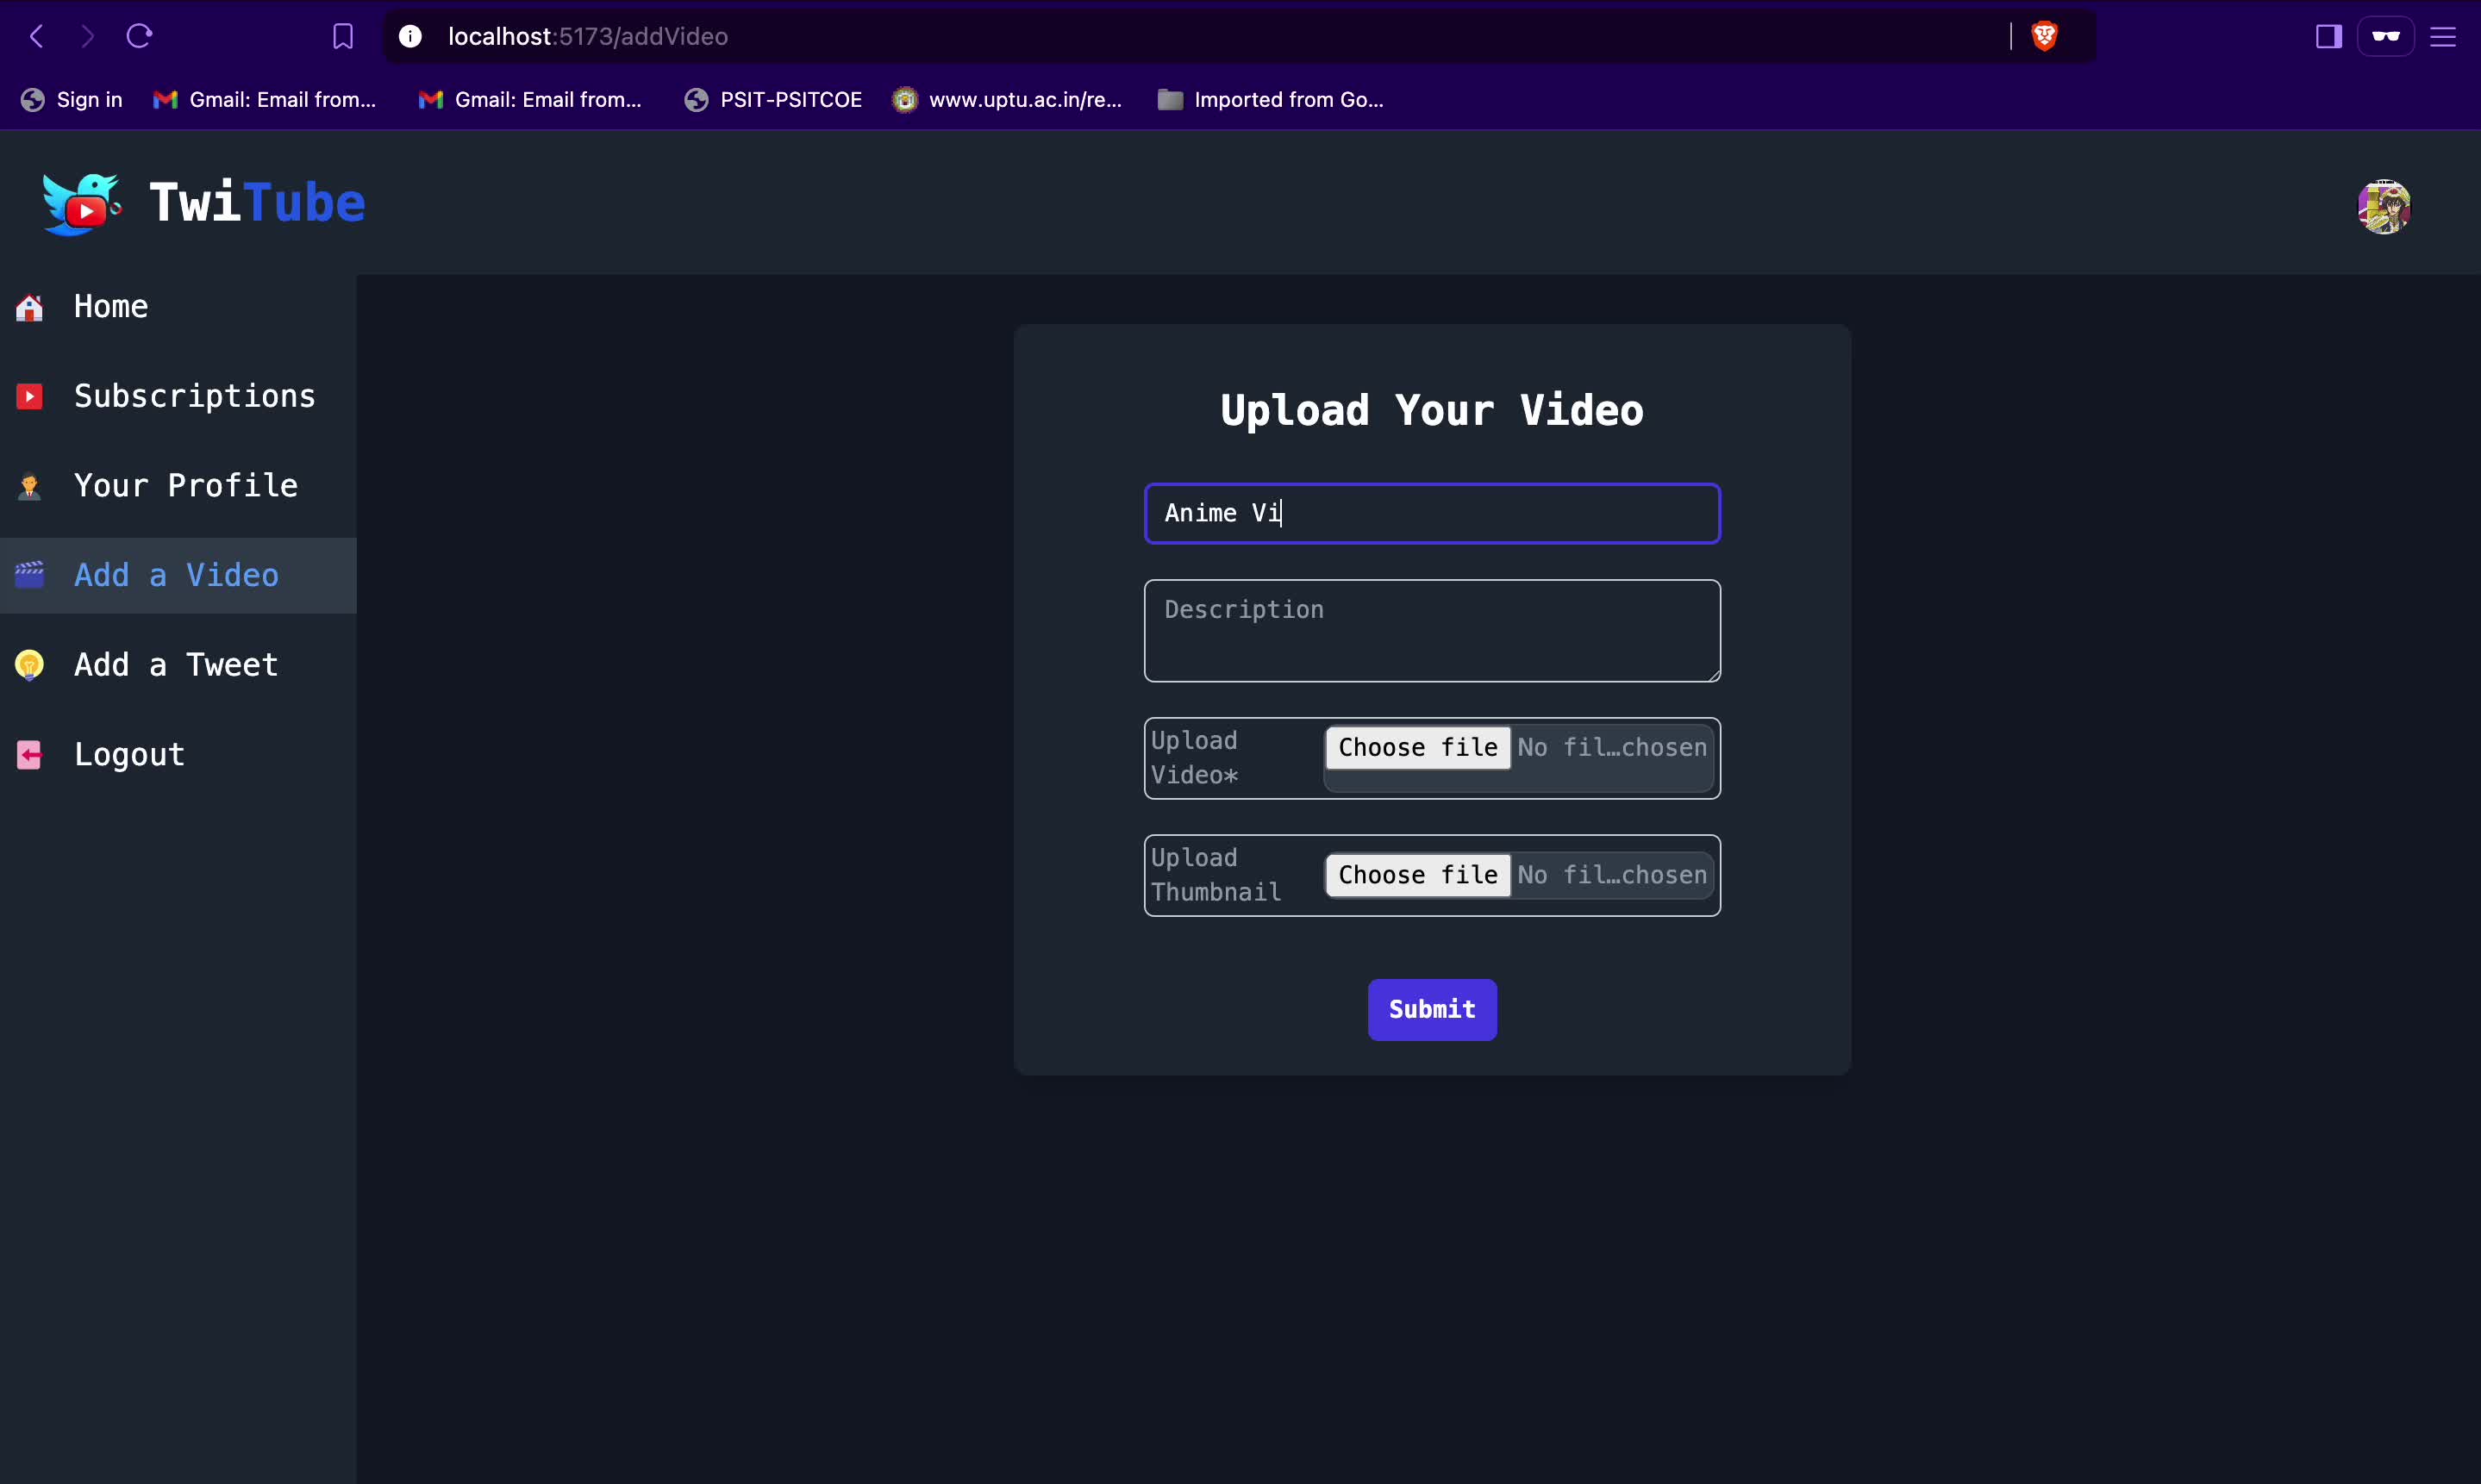 localhost:5173/addVideo
Sign in
Gmail: Email from...
Gmail: Email from...
PSIT-PSITCOE
www.uptu.ac.in/re...
Imported from Go...
TwiTube
Home
Subscriptions
Your Profile
Add a Video
Add a Tweet
Logout
Upload Your Video
Anime Vi
Description
Upload
Video*
Choose file No fil…chosen
Upload
Thumbnail
Choose file No fil…chosen
Submit